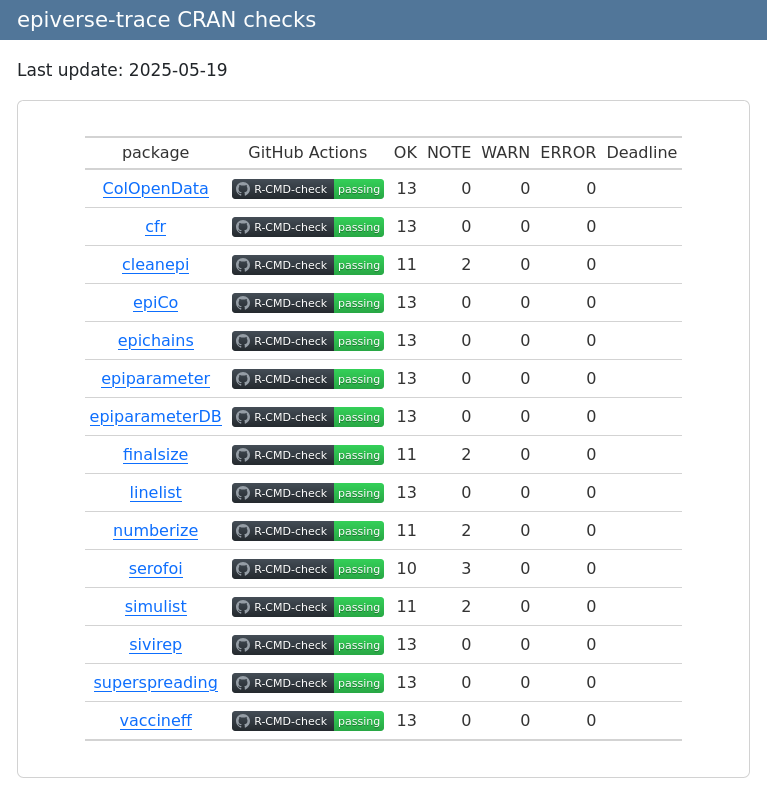 epiverse-trace CRAN checks
Last update: 2025-05-19
package GitHub Actions OK NOTE WARN ERROR Deadline
ColOpenData R-CMD-check passing 13 0 0 0
cfr R-CMD-check passing 13 0 0 0
cleanepi R-CMD-check passing 11 2 0 0
epiCo R-CMD-check passing 13 0 0 0
epichains R-CMD-check passing 13 0 0 0
epiparameter R-CMD-check passing 13 0 0 0
epiparameterDB R-CMD-check passing 13 0 0 0
finalsize R-CMD-check passing 11 2 0 0
linelist R-CMD-check passing 13 0 0 0
numberize R-CMD-check passing 11 2 0 0
serofoi R-CMD-check passing 10 3 0 0
simulist R-CMD-check passing 11 2 0 0
sivirep R-CMD-check passing 13 0 0 0
superspreading R-CMD-check passing 13 0 0 0
vaccineff R-CMD-check passing 13 0 0 0